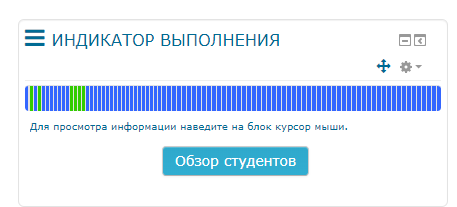 ИНДИКАТОР ВЫПОЛНЕНИЯ
Для просмотра информации наведите на блок курсор мыши.
Обзор студентов